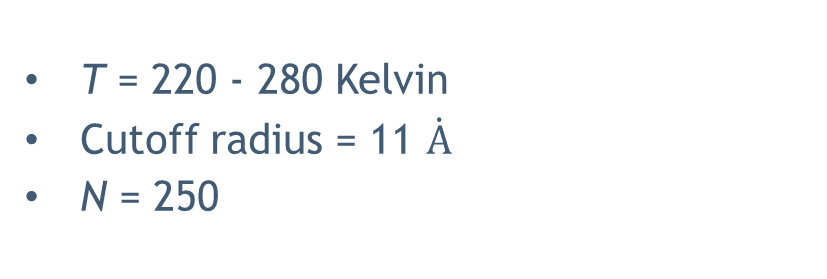 • T = 220 - 280 Kelvin
• Cutoff radius = 11 Ȧ
• N = 250